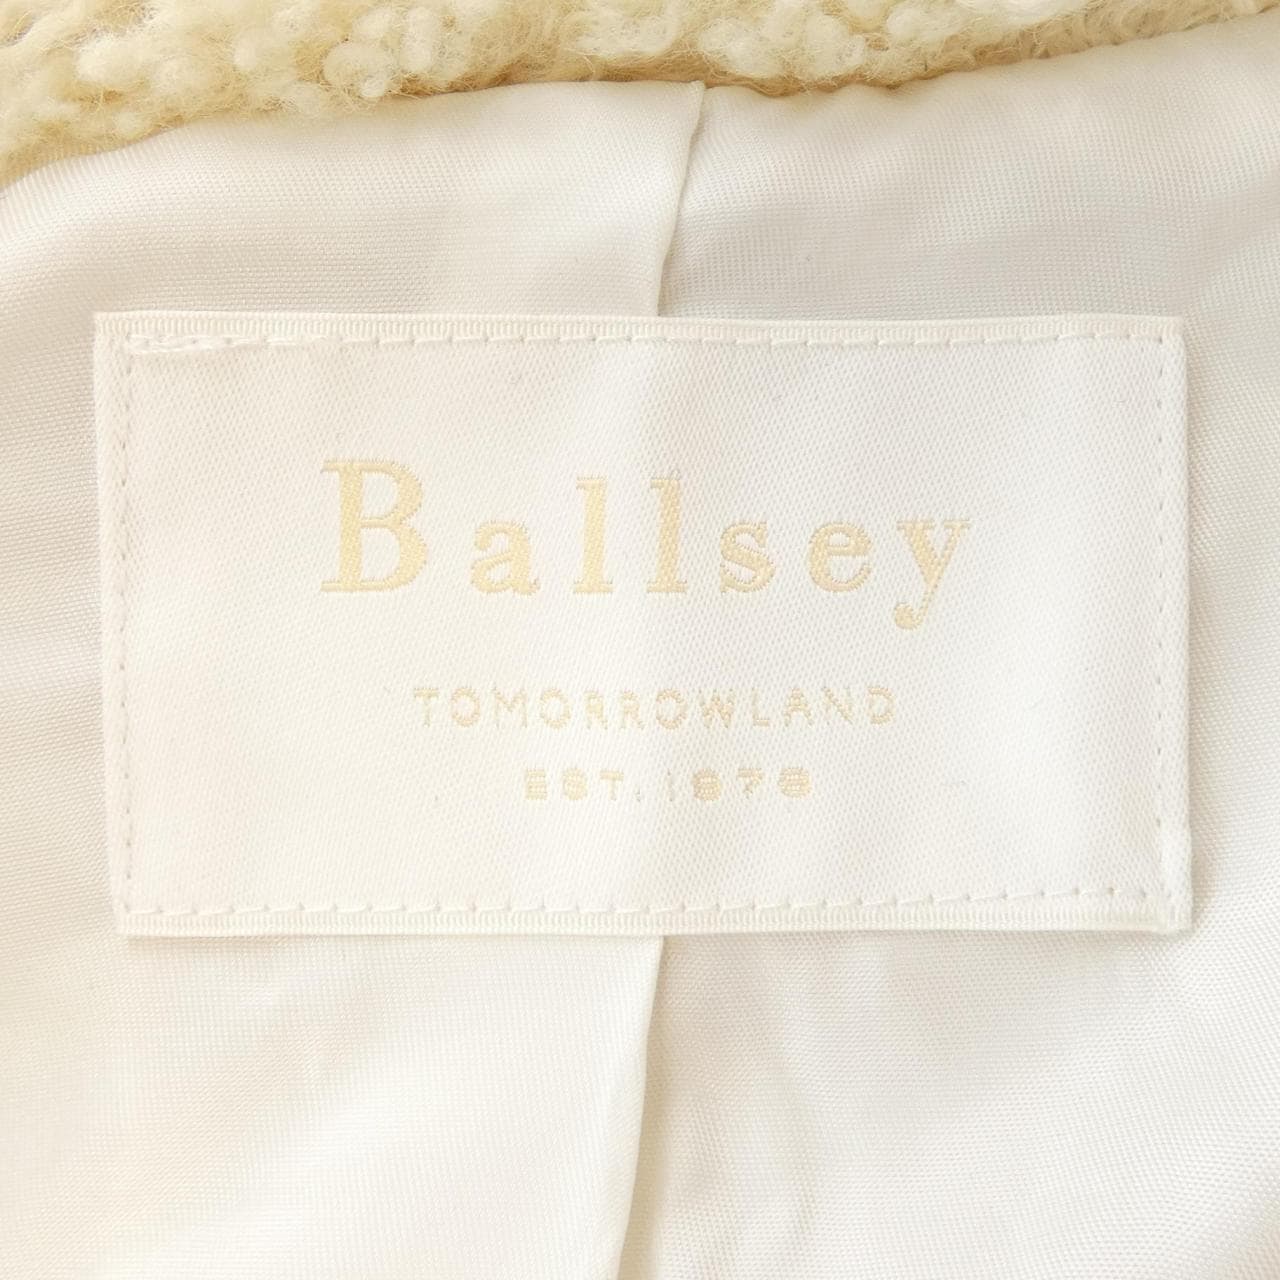 Ballsey
TOMORROWLAND
EST. 1978